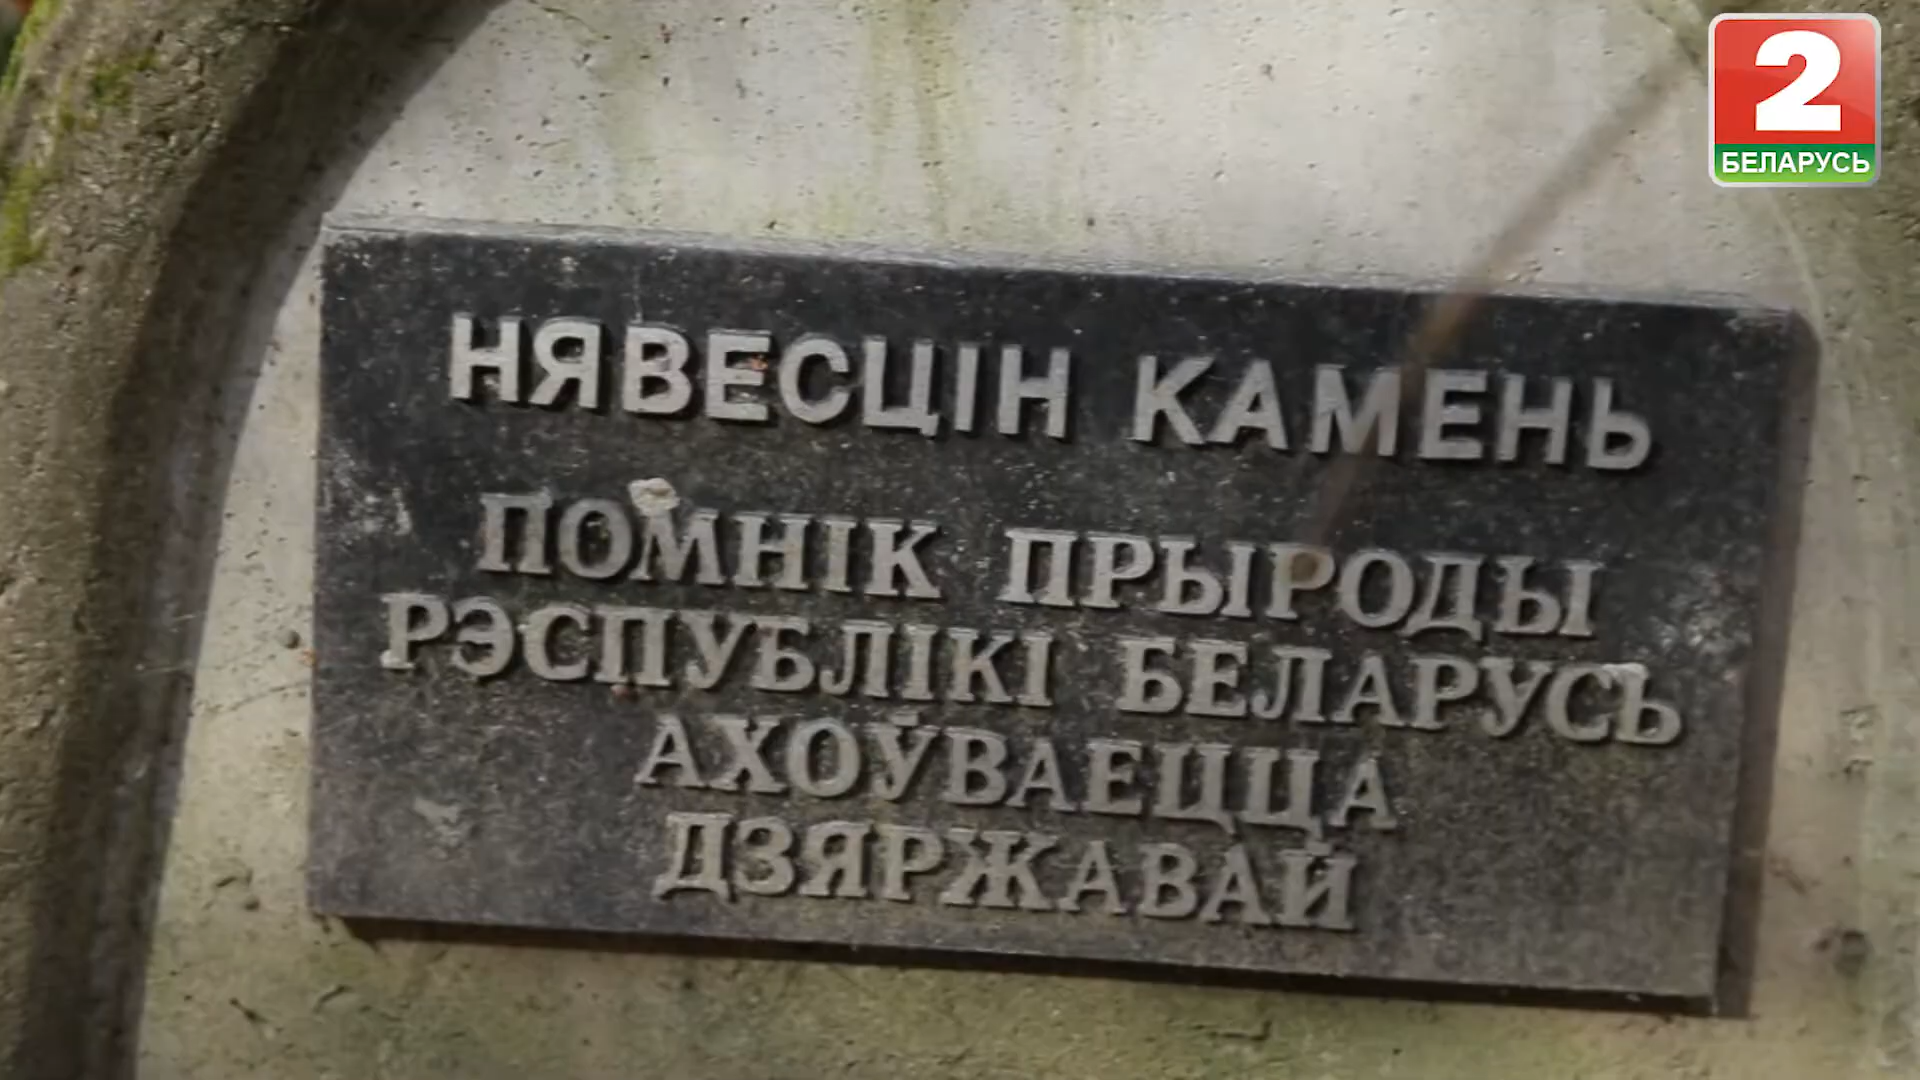 2
БЕЛАРУСЬ
НЯВЕСЦІН КАМЕНЬ
ПОМНІК ПРЫРОДЫ
РЭСПУБЛІКІ БЕЛАРУСЬ
АХОЎВАЕЦЦА
ДЗЯРЖАВАЙ